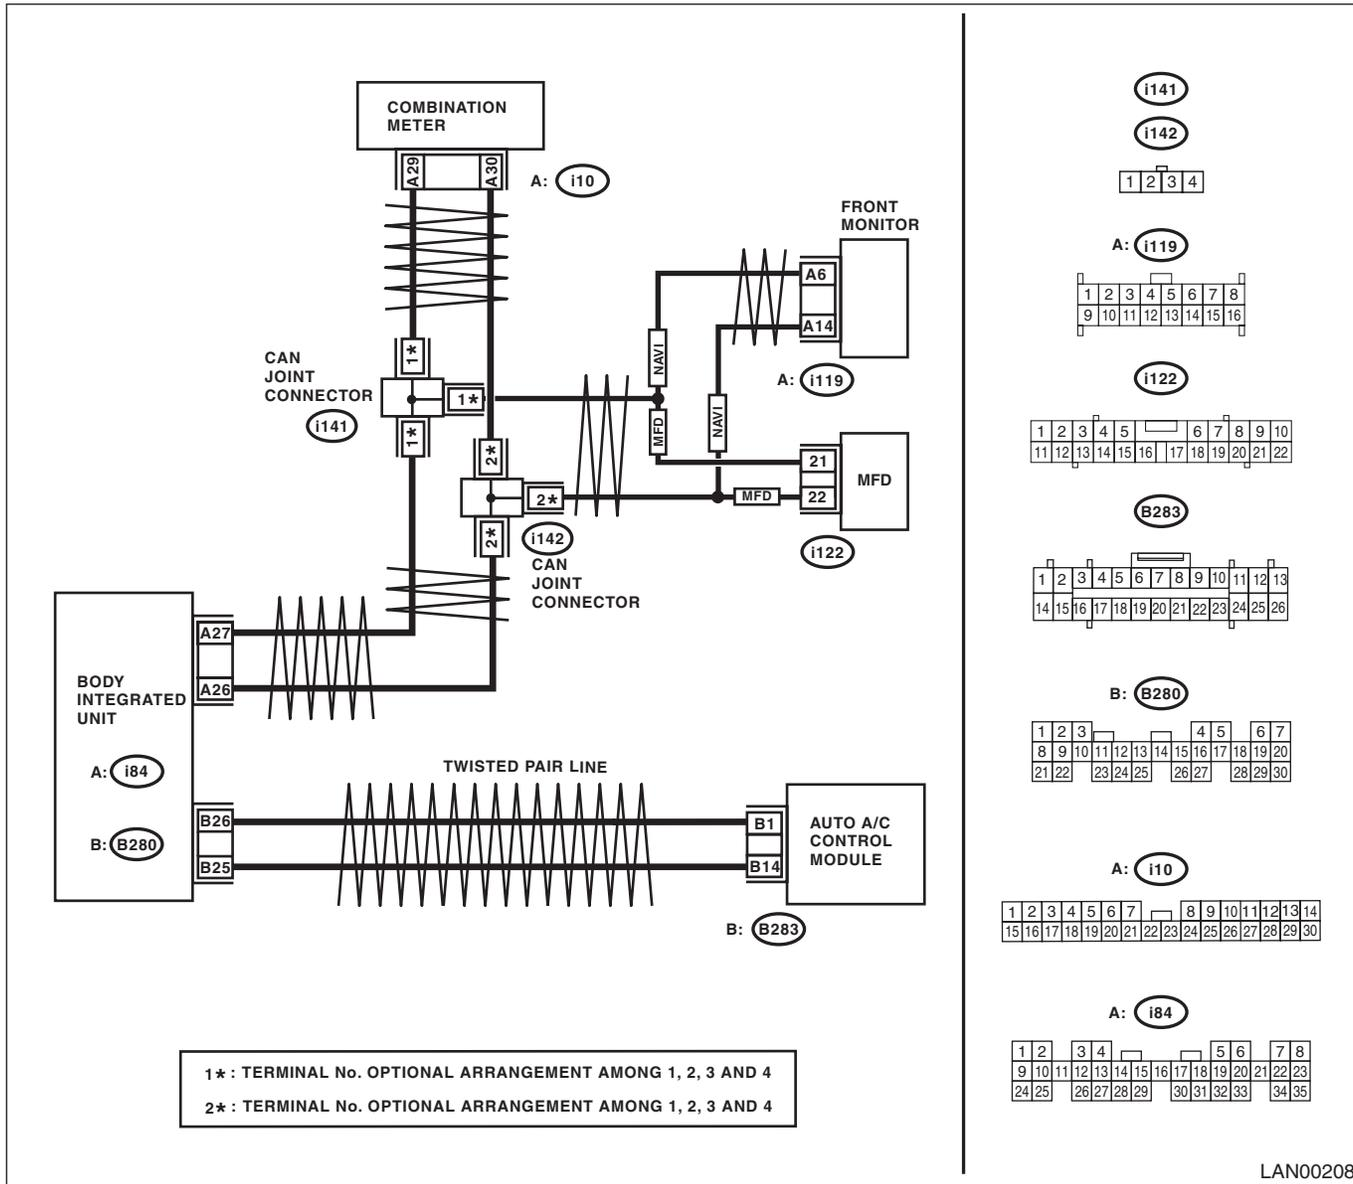 COMBINATION
METER
A29
A30
A: i10
FRONT
MONITOR
A6
A14
NAVI
NAVI
A: i119
CAN
JOINT
CONNECTOR
i141
1*
1*
1*
MFD
21
22
MFD
MFD
i122
2*
2*
2*
i142
CAN
JOINT
CONNECTOR
A27
A26
BODY
INTEGRATED
UNIT
A: i84
B: B280
TWISTED PAIR LINE
B26
B25
B1
B14
AUTO A/C
CONTROL
MODULE
B: B283
1* : TERMINAL No. OPTIONAL ARRANGEMENT AMONG 1, 2, 3 AND 4
2* : TERMINAL No. OPTIONAL ARRANGEMENT AMONG 1, 2, 3 AND 4
i141
i142
1 2 3 4
A: i119
1 2 3 4 5 6 7 8
9 10 11 12 13 14 15 16
i122
1 2 3 4 5 6 7 8 9 10
11 12 13 14 15 16 17 18 19 20 21 22
B283
1 2 3 4 5 6 7 8 9 10 11 12 13
14 15 16 17 18 19 20 21 22 23 24 25 26
B: B280
1 2 3 4 5 6 7
8 9 10 11 12 13 14 15 16 17 18 19 20
21 22 23 24 25 26 27 28 29 30
A: i10
1 2 3 4 5 6 7 8 9 10 11 12 13 14
15 16 17 18 19 20 21 22 23 24 25 26 27 28 29 30
A: i84
1 2 3 4 5 6 7 8
9 10 11 12 13 14 15 16 17 18 19 20 21 22 23
24 25 26 27 28 29 30 31 32 33 34 35
LAN00208